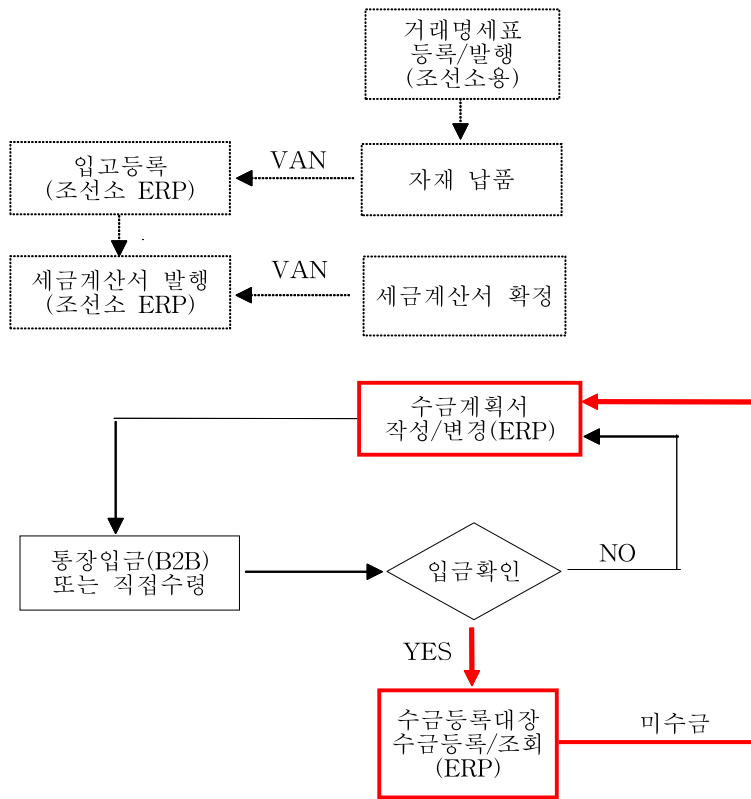 거래명세표
등록/발행
(조선소용)
입고등록
(조선소 ERP)
VAN
자재 납품
세금계산서 발행
(조선소 ERP)
VAN
세금계산서 확정
수금계획서
작성/변경(ERP)
통장입금(B2B)
또는 직접수령
입금확인
NO
YES
수금등록대장
수금등록/조회
(ERP)
미수금